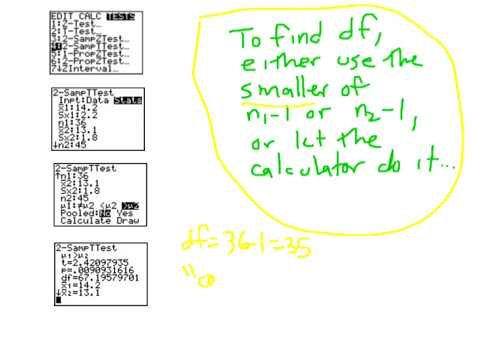 EDIT CALC TESTS
1:Z-Test…
2:T-Test…
3:2-SampZTest…
4:2-SampTTest…
5:1-PropZTest…
6:2-PropZTest…
7↓ZInterval…
2-SampTTest
Inpt:Data Stats
x̄1:14.2
Sx1:2.2
n1:36
x̄2:13.1
Sx2:1.8
↓n2:45
2-SampTTest
↑n1:36
x̄2:13.1
Sx2:1.8
n2:45
μ1:≠μ2 <μ2 >μ2
Pooled:No Yes
Calculate Draw
2-SampTTest
μ1>μ2
t=2.42097935
p=.0090931616
df=67.19579701
x̄1=14.2
↓x̄2=13.1
To find df,
either use the
smaller of
n1-1 or n2-1,
or let the
calculator do it...
df=36-1=35